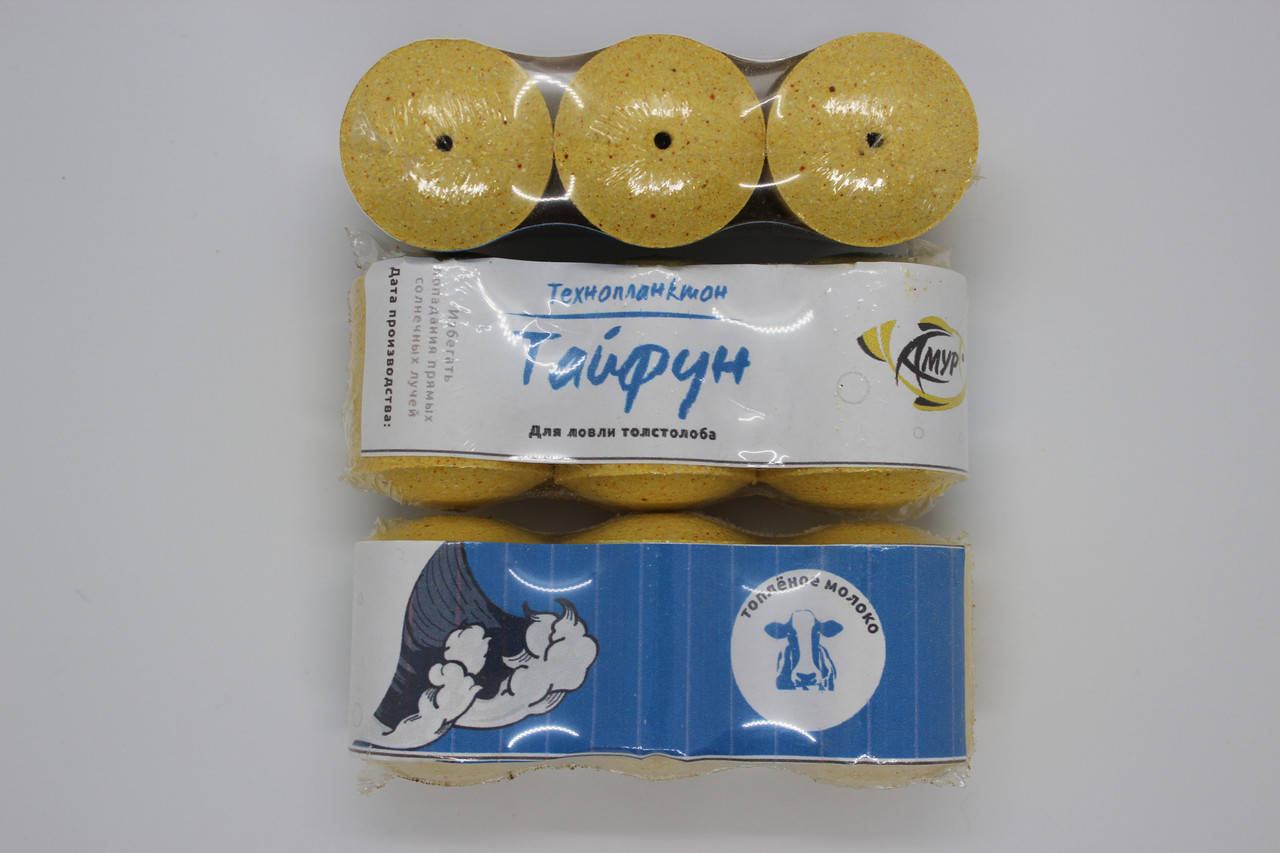 Технопланктон
Тайфун
Для ловли толстолоба
Избегать
попадания прямых
солнечных лучей
Дата производства:
АМУР
топлёное молоко